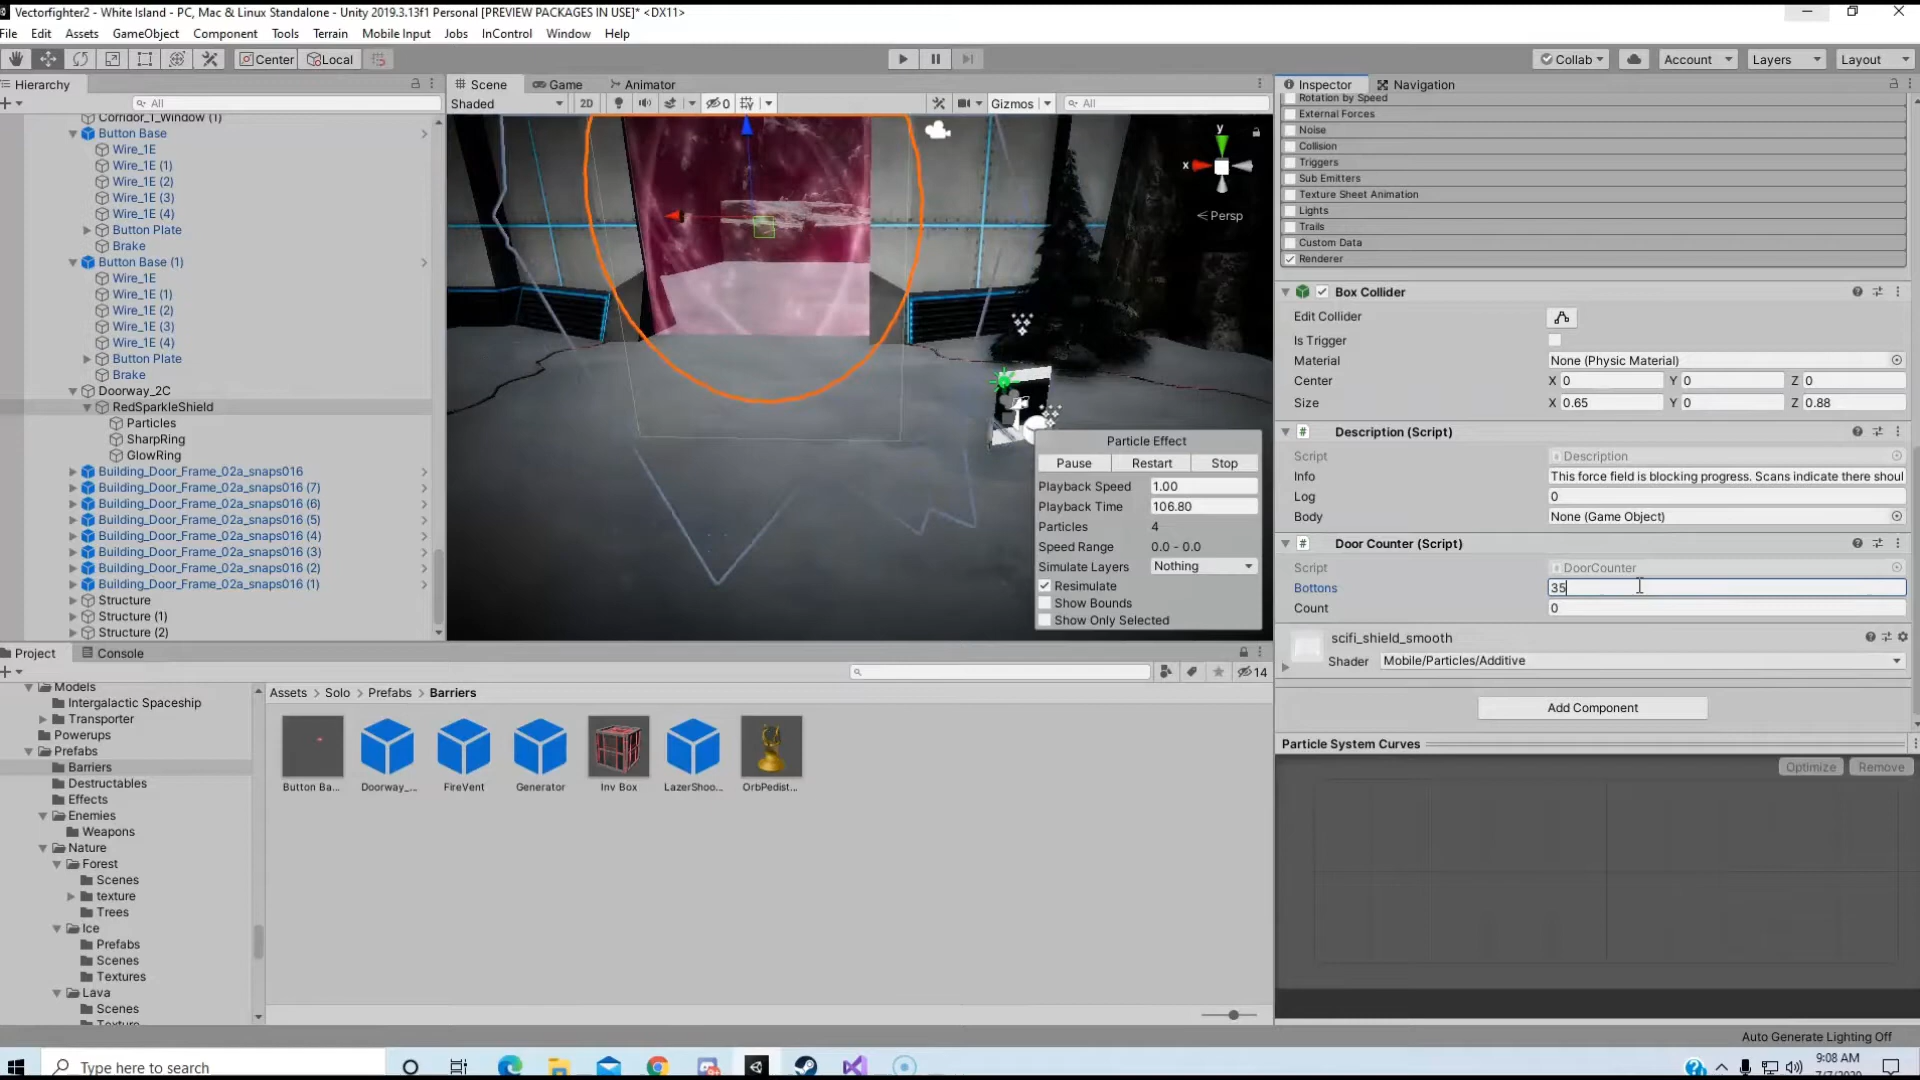 Vectorfighter2 - White Island - PC, Mac & Linux Standalone - Unity 2019.3.13f1 Personal [PREVIEW PACKAGES IN USE]* <DX11>
File Edit Assets GameObject Component Tools Terrain Mobile Input Jobs InControl Window Help
Center Local Collab Account Layers Layout
Hierarchy
All
Corridor_1_Window (1)
Button Base
Wire_1E
Wire_1E (1)
Wire_1E (2)
Wire_1E (3)
Wire_1E (4)
Button Plate
Brake
Button Base (1)
Wire_1E
Wire_1E (1)
Wire_1E (2)
Wire_1E (3)
Wire_1E (4)
Button Plate
Brake
Doorway_2C
RedSparkleShield
Particles
SharpRing
GlowRing
Building_Door_Frame_02a_snaps016
Building_Door_Frame_02a_snaps016 (7)
Building_Door_Frame_02a_snaps016 (6)
Building_Door_Frame_02a_snaps016 (5)
Building_Door_Frame_02a_snaps016 (4)
Building_Door_Frame_02a_snaps016 (3)
Building_Door_Frame_02a_snaps016 (2)
Building_Door_Frame_02a_snaps016 (1)
Structure
Structure (1)
Structure (2)
Scene Game Animator
Shaded 2D 0 Gizmos All
y
x
Persp
Particle Effect
Pause Restart Stop
Playback Speed 1.00
Playback Time 106.80
Particles 4
Speed Range 0.0 - 0.0
Simulate Layers Nothing
Resimulate
Show Bounds
Show Only Selected
Inspector Navigation
Rotation by Speed
External Forces
Noise
Collision
Triggers
Sub Emitters
Texture Sheet Animation
Lights
Trails
Custom Data
Renderer
Box Collider
Edit Collider
Is Trigger
Material None (Physic Material)
Center X 0 Y 0 Z 0
Size X 0.65 Y 0 Z 0.88
Description (Script)
Script Description
Info This force field is blocking progress. Scans indicate there shoul
Log 0
Body None (Game Object)
Door Counter (Script)
Script DoorCounter
Bottons 35
Count 0
scifi_shield_smooth
Shader Mobile/Particles/Additive
Add Component
Particle System Curves
Optimize Remove
Project Console
14
Models
Intergalactic Spaceship
Transporter
Powerups
Prefabs
Barriers
Destructables
Effects
Enemies
Weapons
Nature
Forest
Scenes
texture
Trees
Ice
Prefabs
Scenes
Textures
Lava
Scenes
Assets > Solo > Prefabs > Barriers
Button Ba... Doorway_... FireVent Generator Inv Box LazerShoo... OrbPedist...
Auto Generate Lighting Off
Type here to search
9:08 AM